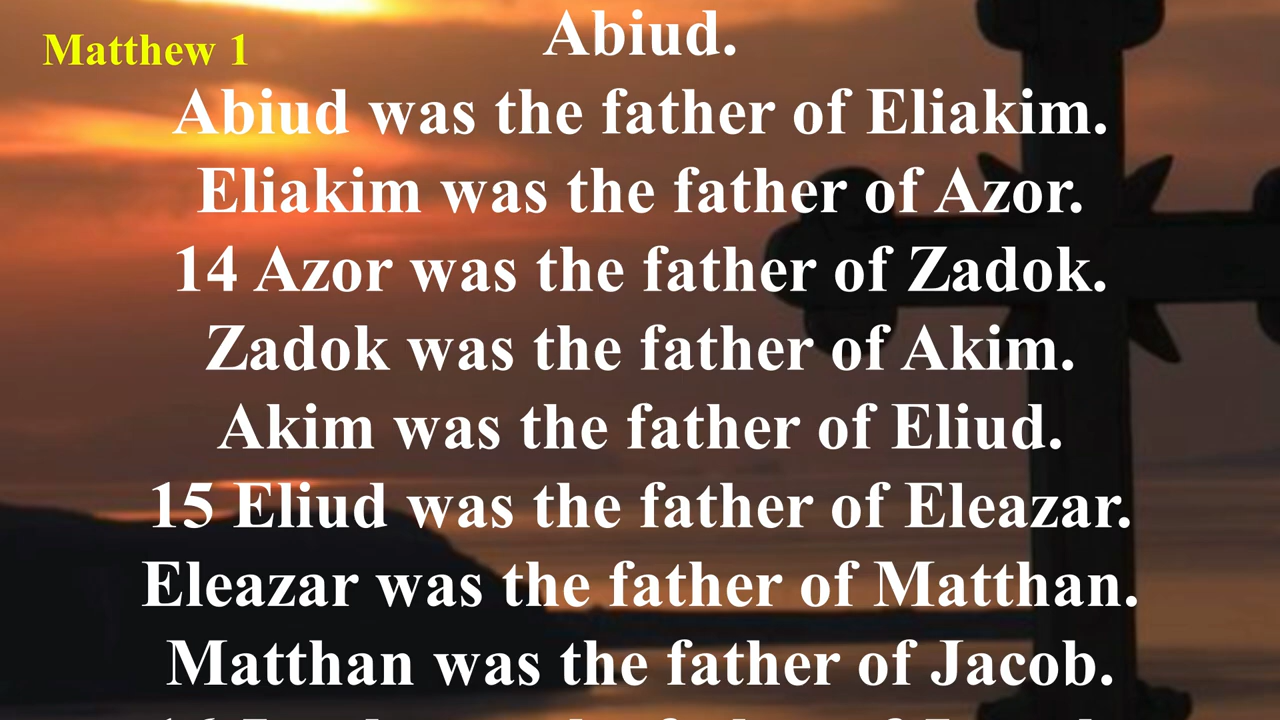 Matthew 1
Abiud.
Abiud was the father of Eliakim.
Eliakim was the father of Azor.
14 Azor was the father of Zadok.
Zadok was the father of Akim.
Akim was the father of Eliud.
15 Eliud was the father of Eleazar.
Eleazar was the father of Matthan.
Matthan was the father of Jacob.